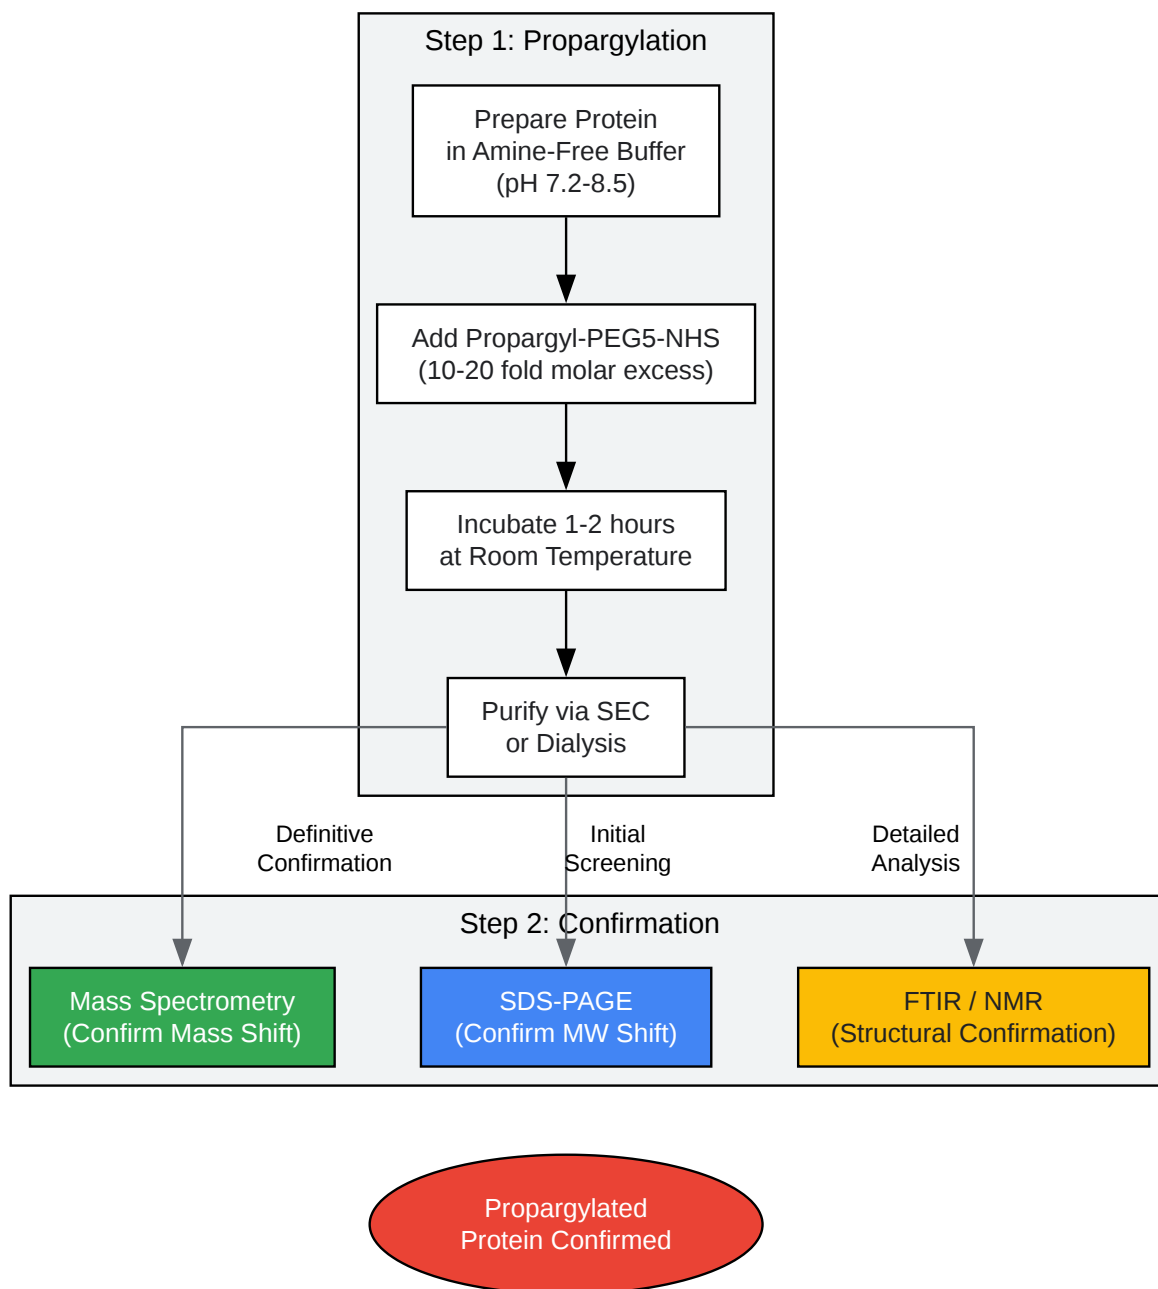 Step 1: Propargylation
Prepare Protein
in Amine-Free Buffer
(pH 7.2-8.5)
Add Propargyl-PEG5-NHS
(10-20 fold molar excess)
Incubate 1-2 hours
at Room Temperature
Purify via SEC
or Dialysis
Definitive
Confirmation
Initial
Screening
Detailed
Analysis
Step 2: Confirmation
Mass Spectrometry
(Confirm Mass Shift)
SDS-PAGE
(Confirm MW Shift)
FTIR / NMR
(Structural Confirmation)
Propargylated
Protein Confirmed